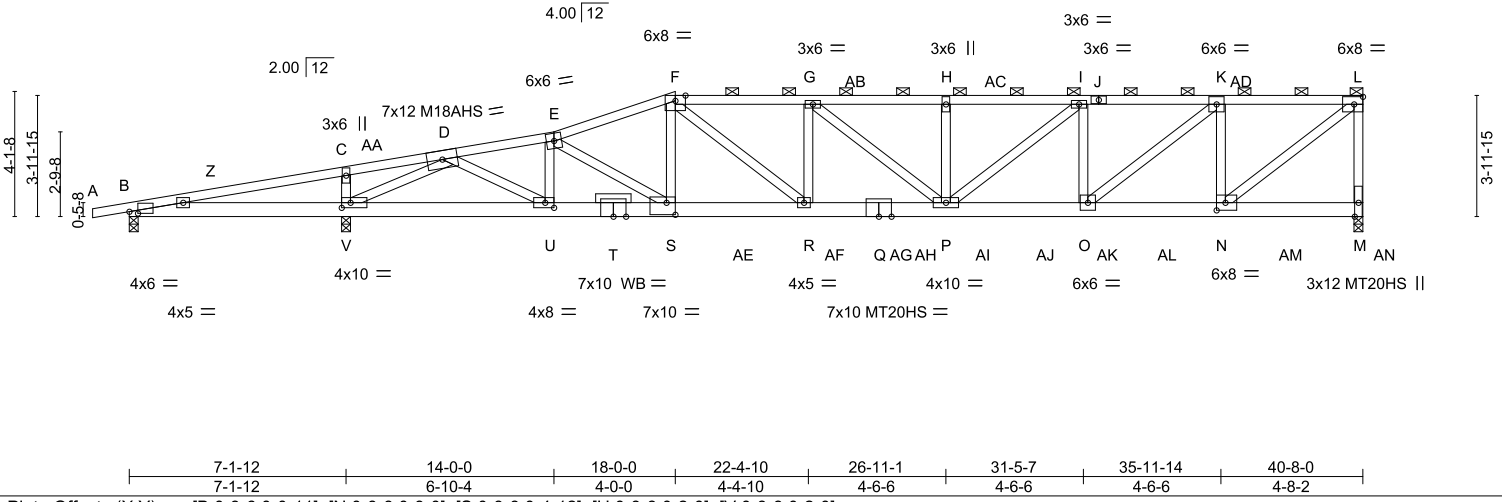 4.00 12
3x6 =
6x8 =
3x6 =
3x6 ||
3x6 =
6x6 =
6x8 =
2.00 12
6x6 =
F
G
AB
H
AC
I
J
K
AD
L
7x12 M18AHS =
3x6 ||
E
D
C
AA
Z
B
A
4-1-8
3-11-15
2-9-8
0-5-8
3-11-15
V
U
T
S
AE
R
AF
Q
AG
AH
P
AI
AJ
O
AK
AL
N
AM
M
AN
4x6 =
4x10 =
7x10 WB =
4x5 =
4x10 =
6x6 =
6x8 =
3x12 MT20HS ||
4x5 =
4x8 =
7x10 =
7x10 MT20HS =
7-1-12
14-0-0
18-0-0
22-4-10
26-11-1
31-5-7
35-11-14
40-8-0
7-1-12
6-10-4
4-0-0
4-4-10
4-6-6
4-6-6
4-6-6
4-8-2